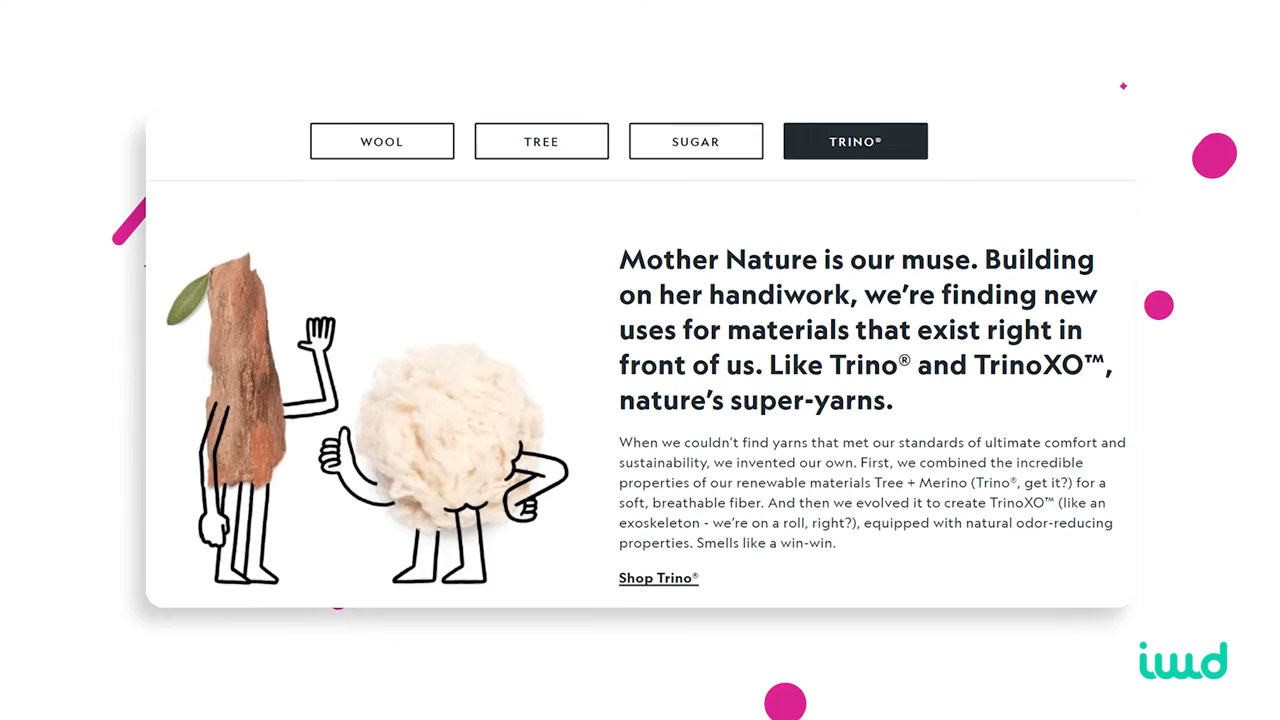 WOOL
TREE
SUGAR
TRINO®
Mother Nature is our muse. Building
on her handiwork, we’re finding new
uses for materials that exist right in
front of us. Like Trino® and TrinoXO™,
nature’s super-yarns.
When we couldn’t find yarns that met our standards of ultimate comfort and
sustainability, we invented our own. First, we combined the incredible
properties of our renewable materials Tree + Merino (Trino®, get it?) for a
soft, breathable fiber. And then we evolved it to create TrinoXO™ (like an
exoskeleton - we’re on a roll, right?), equipped with natural odor-reducing
properties. Smells like a win-win.
Shop Trino®
iwd